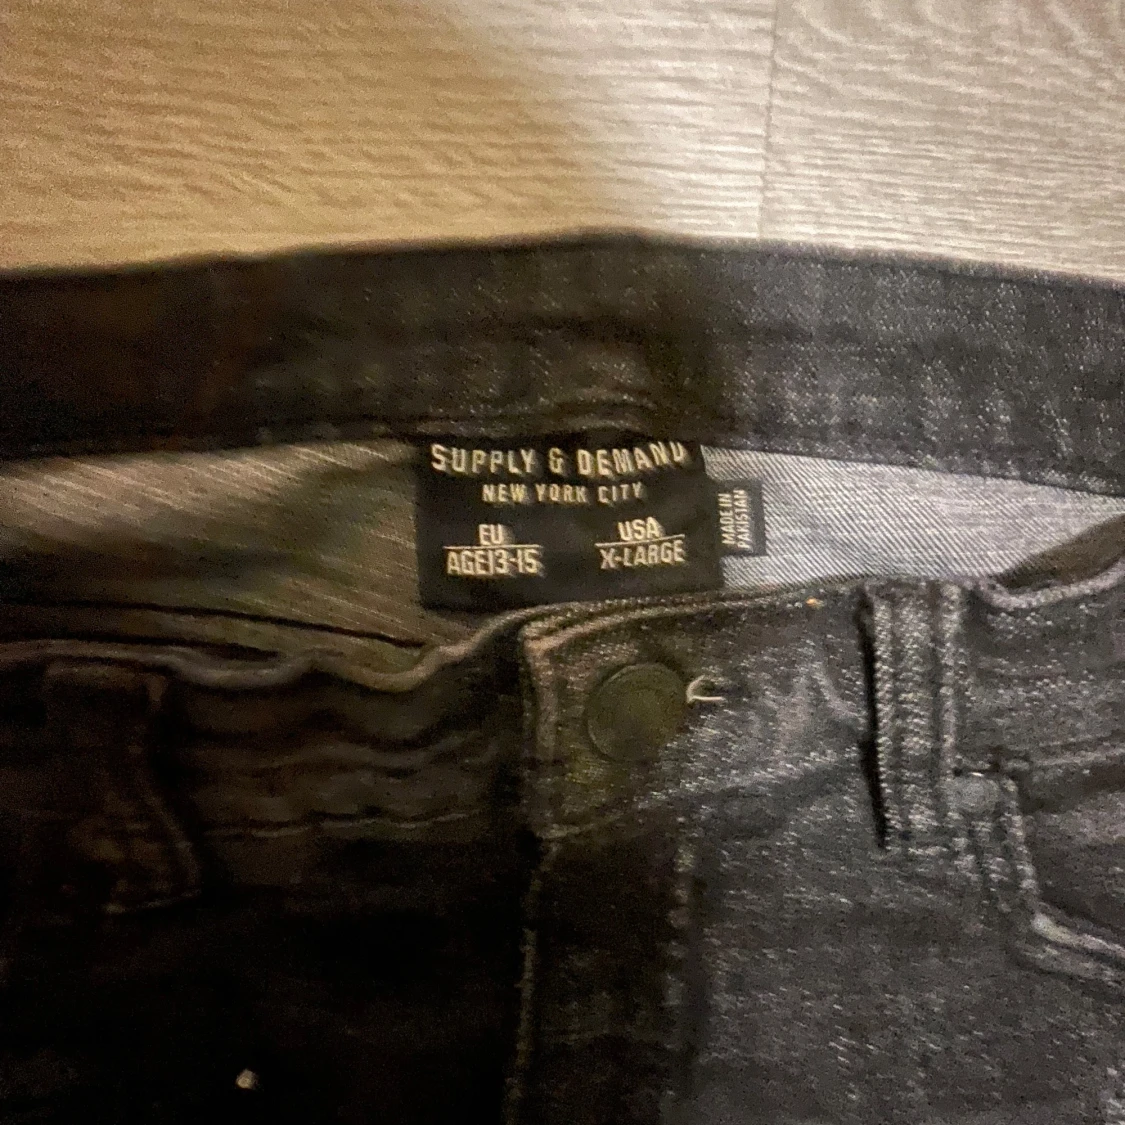 SUPPLY & DEMAND
NEW YORK CITY
EU
AGE13-15
USA
X-LARGE
MADE IN
PAKISTAN